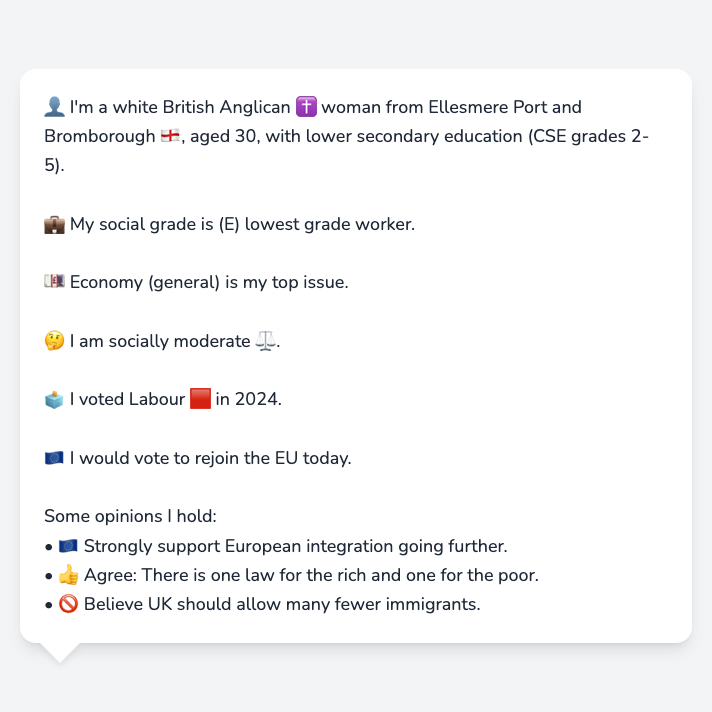 👤 I'm a white British Anglican ✝️ woman from Ellesmere Port and
Bromborough 🏴󠁧󠁢󠁥󠁮󠁧󠁿, aged 30, with lower secondary education (CSE grades 2-
5).
💼 My social grade is (E) lowest grade worker.
💷 Economy (general) is my top issue.
🤔 I am socially moderate ⚖️.
🗳️ I voted Labour 🟥 in 2024.
🇪🇺 I would vote to rejoin the EU today.
Some opinions I hold:
• 🇪🇺 Strongly support European integration going further.
• 👍 Agree: There is one law for the rich and one for the poor.
• 🚫 Believe UK should allow many fewer immigrants.